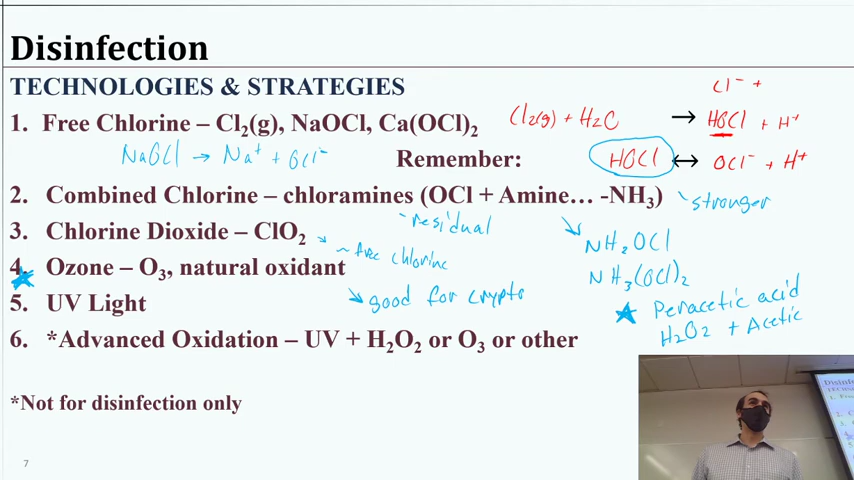 Disinfection
TECHNOLOGIES & STRATEGIES
Cl⁻ +
1. Free Chlorine – Cl₂(g), NaOCl, Ca(OCl)₂
Cl₂(g) + H₂O → HOCl + H⁺
NaOCl → Na⁺ + OCl⁻
Remember: HOCl ↔ OCl⁻ + H⁺
2. Combined Chlorine – chloramines (OCl + Amine… -NH₃)
- stronger
- residual
3. Chlorine Dioxide – ClO₂
NH₂OCl
~ free chlorine
4. Ozone – O₃, natural oxidant
NH₃(OCl)₂
good for crypto
5. UV Light
Peracetic acid
H₂O₂ + Acetic
6. *Advanced Oxidation – UV + H₂O₂ or O₃ or other
*Not for disinfection only
7